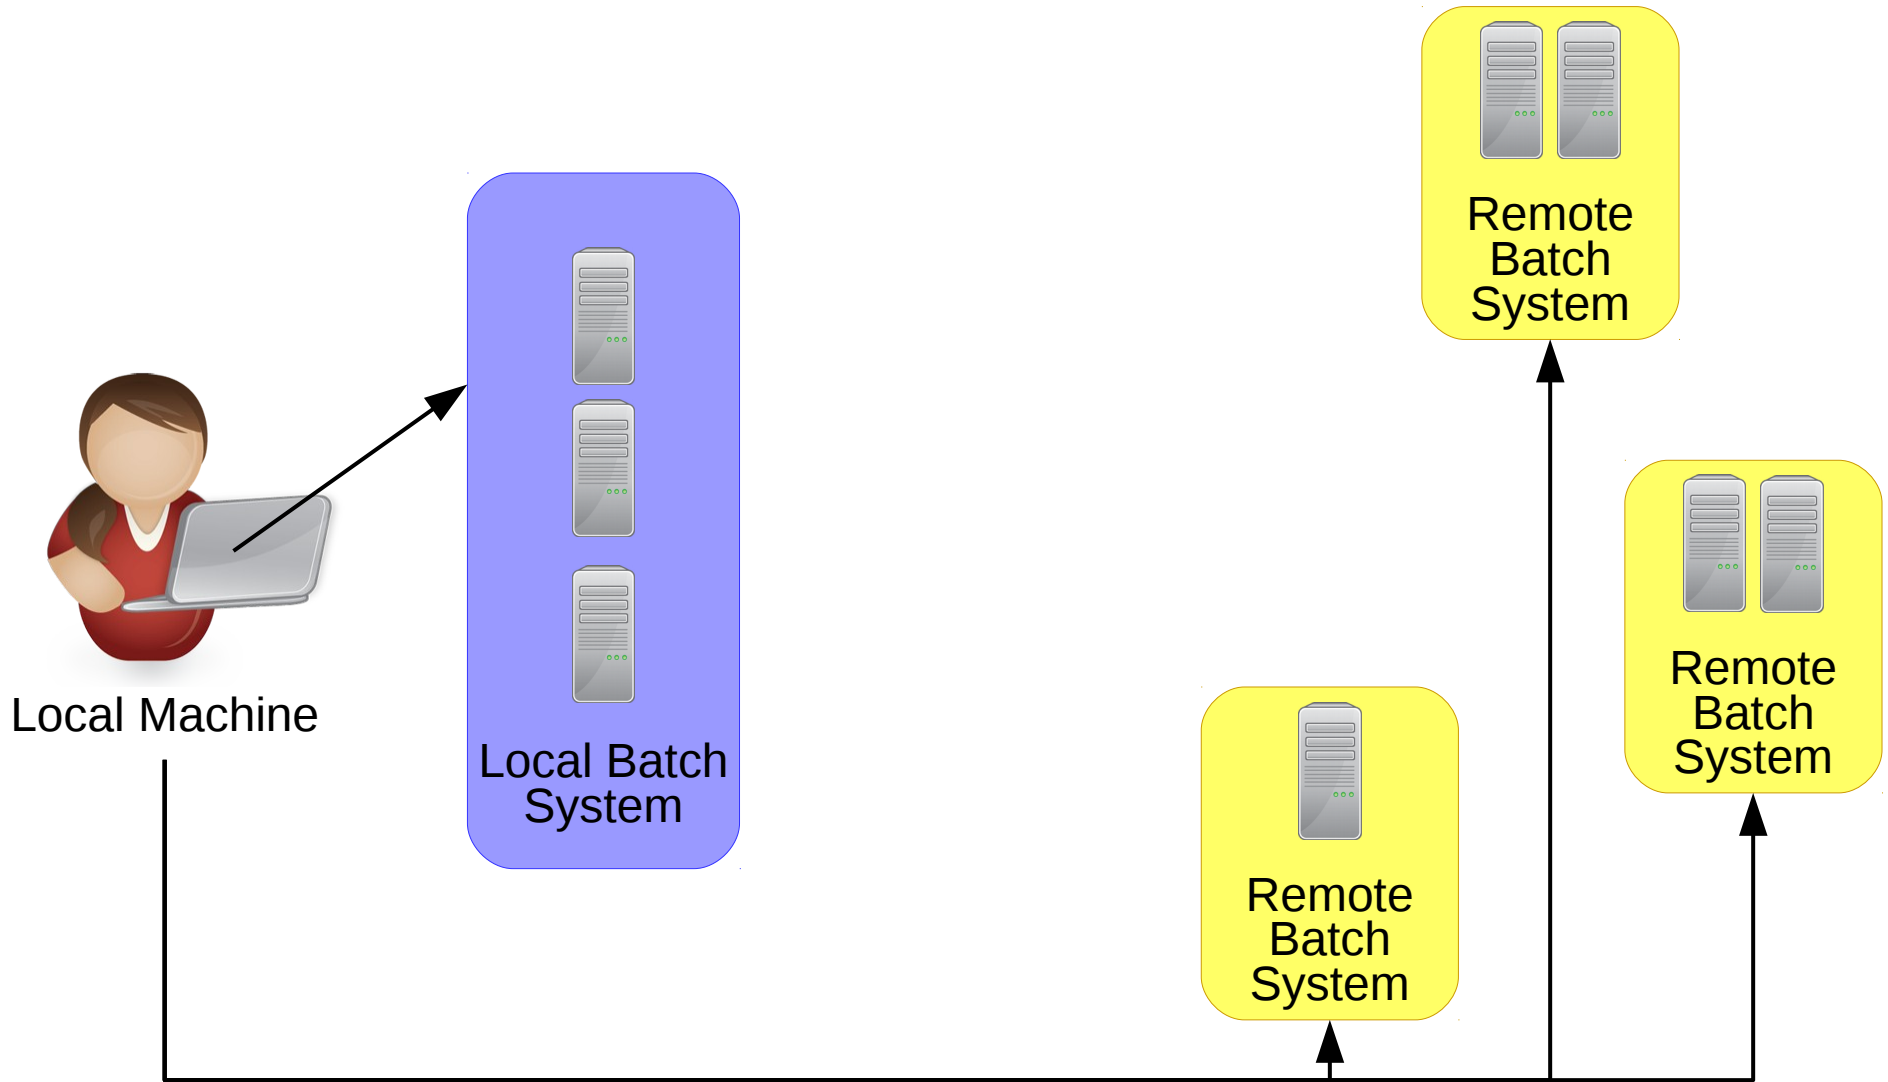 Local Machine
Local Batch
System
Remote
Batch
System
Remote
Batch
System
Remote
Batch
System